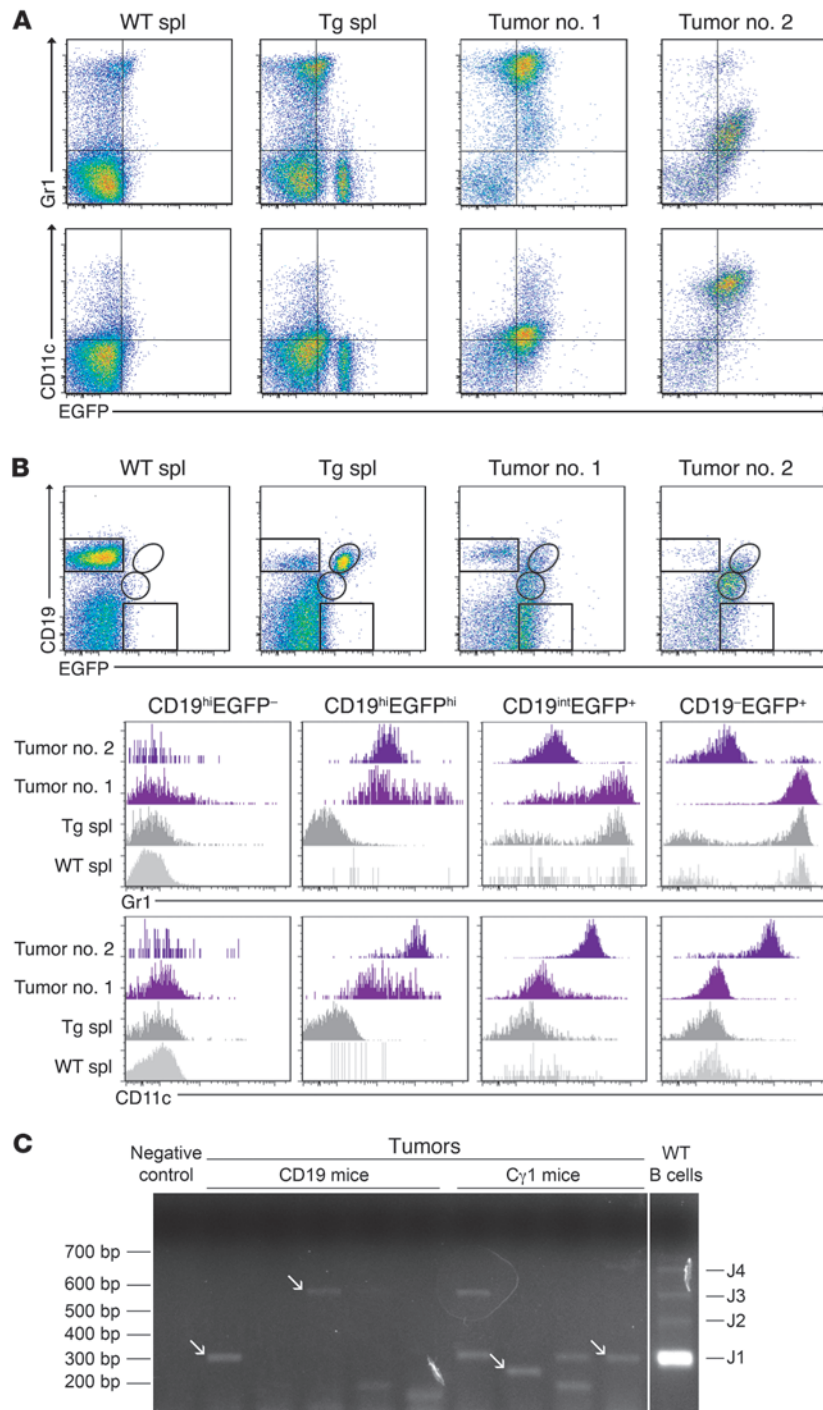 A
WT spl
Tg spl
Tumor no. 1
Tumor no. 2
Gr1
CD11c
EGFP
B
WT spl
Tg spl
Tumor no. 1
Tumor no. 2
CD19
EGFP
CD19hiEGFP–
CD19hiEGFPhi
CD19intEGFP+
CD19–EGFP+
Tumor no. 2
Tumor no. 1
Tg spl
WT spl
Gr1
Tumor no. 2
Tumor no. 1
Tg spl
WT spl
CD11c
C
Tumors
Negative control
CD19 mice
Cγ1 mice
WT B cells
700 bp
600 bp
500 bp
400 bp
300 bp
200 bp
J4
J3
J2
J1